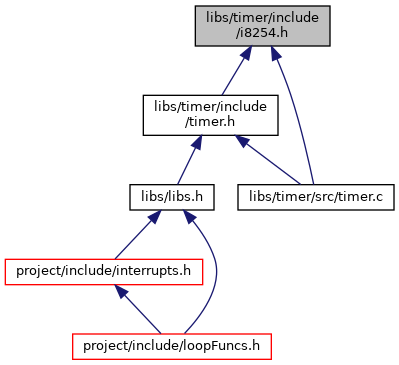 libs/timer/include
/i8254.h
libs/timer/include
/timer.h
libs/libs.h
libs/timer/src/timer.c
project/include/interrupts.h
project/include/loopFuncs.h